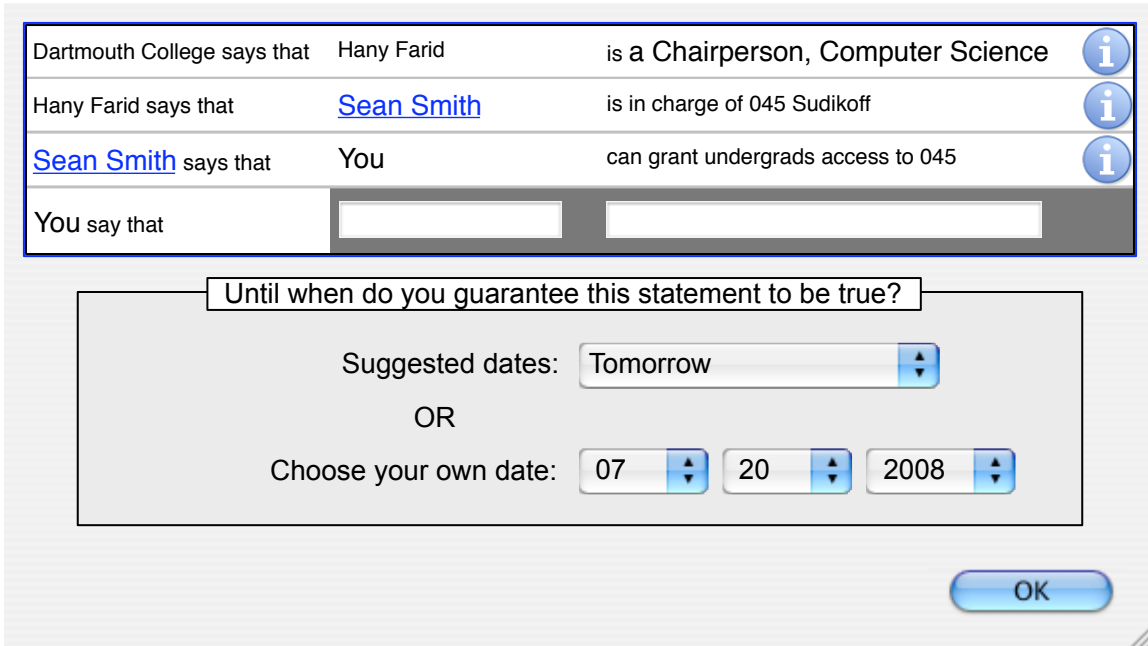 Dartmouth College says that Hany Farid is a Chairperson, Computer Science i
Hany Farid says that Sean Smith is in charge of 045 Sudikoff i
Sean Smith says that You can grant undergrads access to 045 i
You say that
Until when do you guarantee this statement to be true?
Suggested dates: Tomorrow
OR
Choose your own date: 07 20 2008
OK